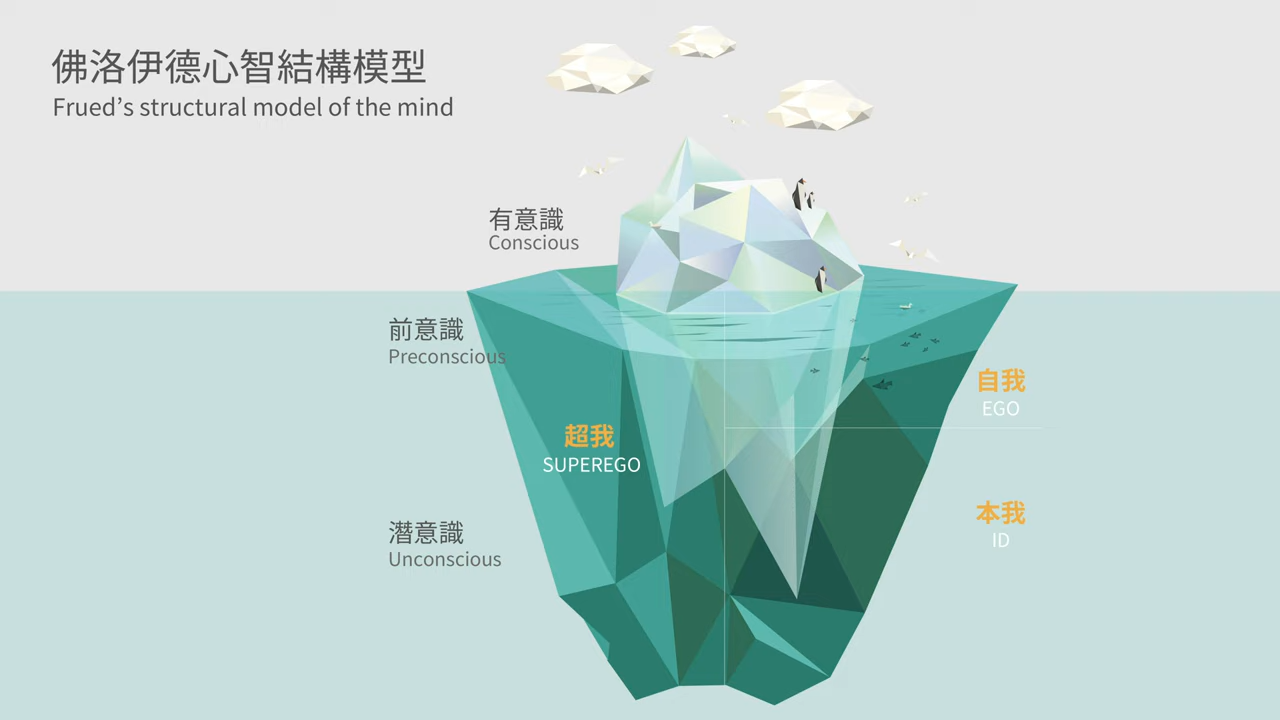 佛洛伊德心智結構模型
Frued’s structural model of the mind
有意識
Conscious
前意識
Preconscious
自我
EGO
超我
SUPEREGO
本我
ID
潛意識
Unconscious